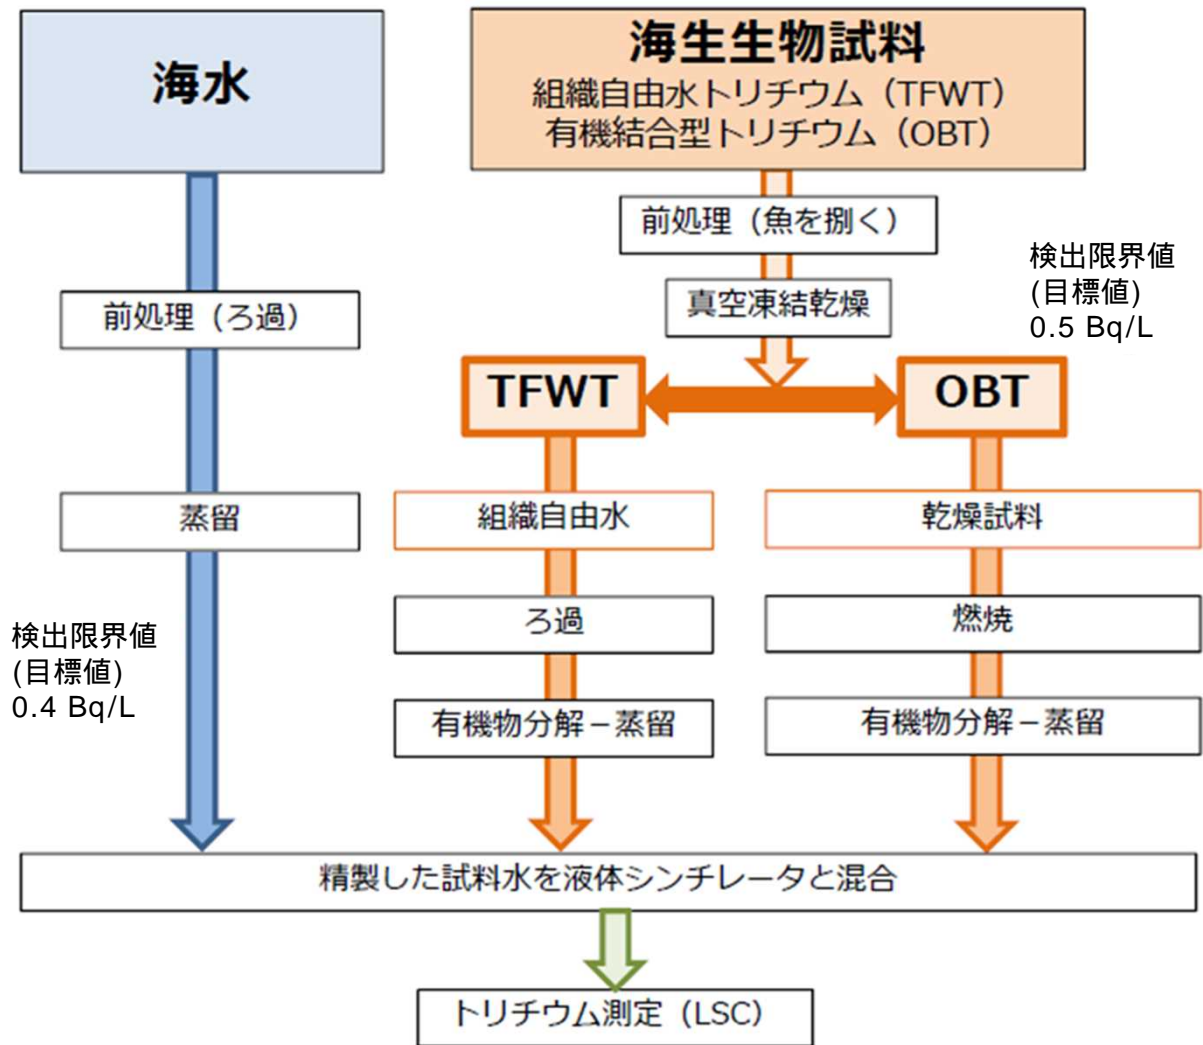 海水
海生生物試料
組織自由水トリチウム（TFWT）
有機結合型トリチウム（OBT）
前処理（魚を捌く）
検出限界値
(目標値)
0.5 Bq/L
真空凍結乾燥
前処理（ろ過）
TFWT
OBT
蒸留
組織自由水
乾燥試料
ろ過
燃焼
検出限界値
(目標値)
0.4 Bq/L
有機物分解－蒸留
有機物分解－蒸留
精製した試料水を液体シンチレータと混合
トリチウム測定（LSC）